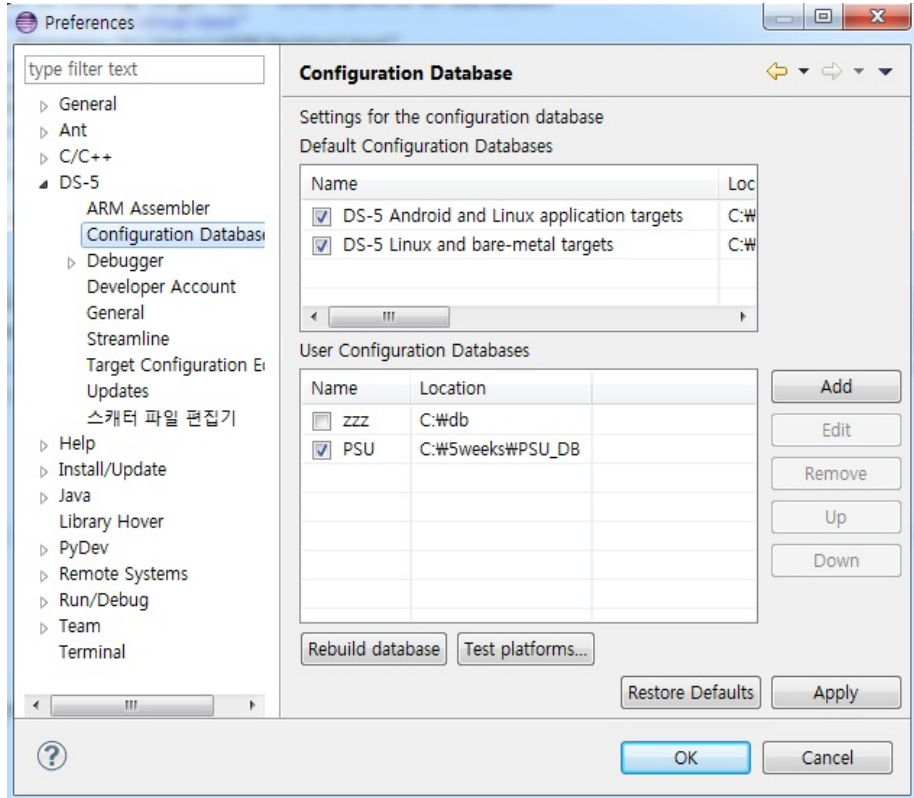 Preferences
type filter text
General
Ant
C/C++
DS-5
ARM Assembler
Configuration Databas
Debugger
Developer Account
General
Streamline
Target Configuration E
Updates
스캐터 파일 편집기
Help
Install/Update
Java
Library Hover
PyDev
Remote Systems
Run/Debug
Team
Terminal
Configuration Database
Settings for the configuration database
Default Configuration Databases
Name Loc
DS-5 Android and Linux application targets C:₩
DS-5 Linux and bare-metal targets C:₩
User Configuration Databases
Name Location
zzz C:₩db
PSU C:₩5weeks₩PSU_DB
Add
Edit
Remove
Up
Down
Rebuild database Test platforms...
Restore Defaults Apply
OK Cancel